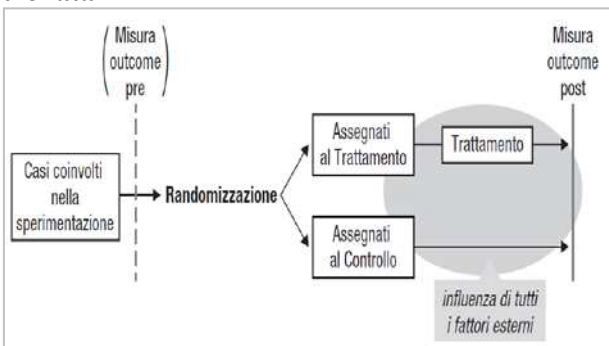 Misura
outcome
pre
Misura
outcome
post
Casi coinvolti
nella
sperimentazione
Randomizzazione
Assegnati
al Trattamento
Trattamento
Assegnati
al Controllo
influenza di tutti
i fattori esterni